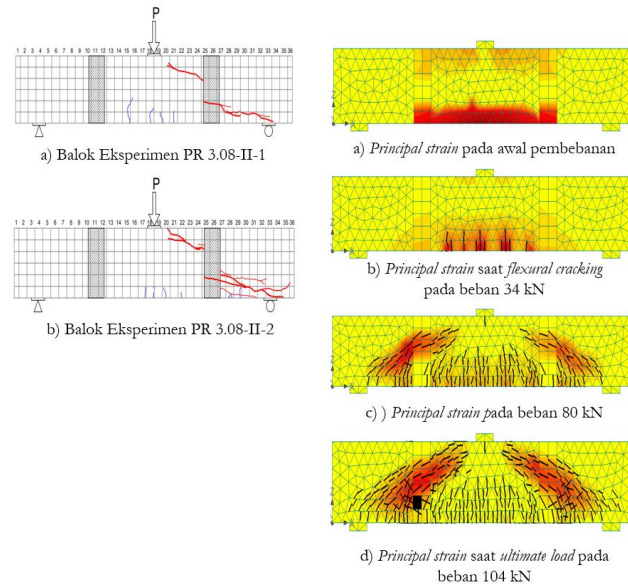 P
1 2 3 4 5 6 7 8 9 10 11 12 13 14 15 16 17 18 19 20 21 22 23 24 25 26 27 28 29 30 31 32 33 34 35 36
a) Balok Eksperimen PR 3.08-II-1
P
1 2 3 4 5 6 7 8 9 10 11 12 13 14 15 16 17 18 19 20 21 22 23 24 25 26 27 28 29 30 31 32 33 34 35 36
b) Balok Eksperimen PR 3.08-II-2
a) Principal strain pada awal pembebanan
b) Principal strain saat flexural cracking
pada beban 34 kN
c) ) Principal strain pada beban 80 kN
d) Principal strain saat ultimate load pada
beban 104 kN